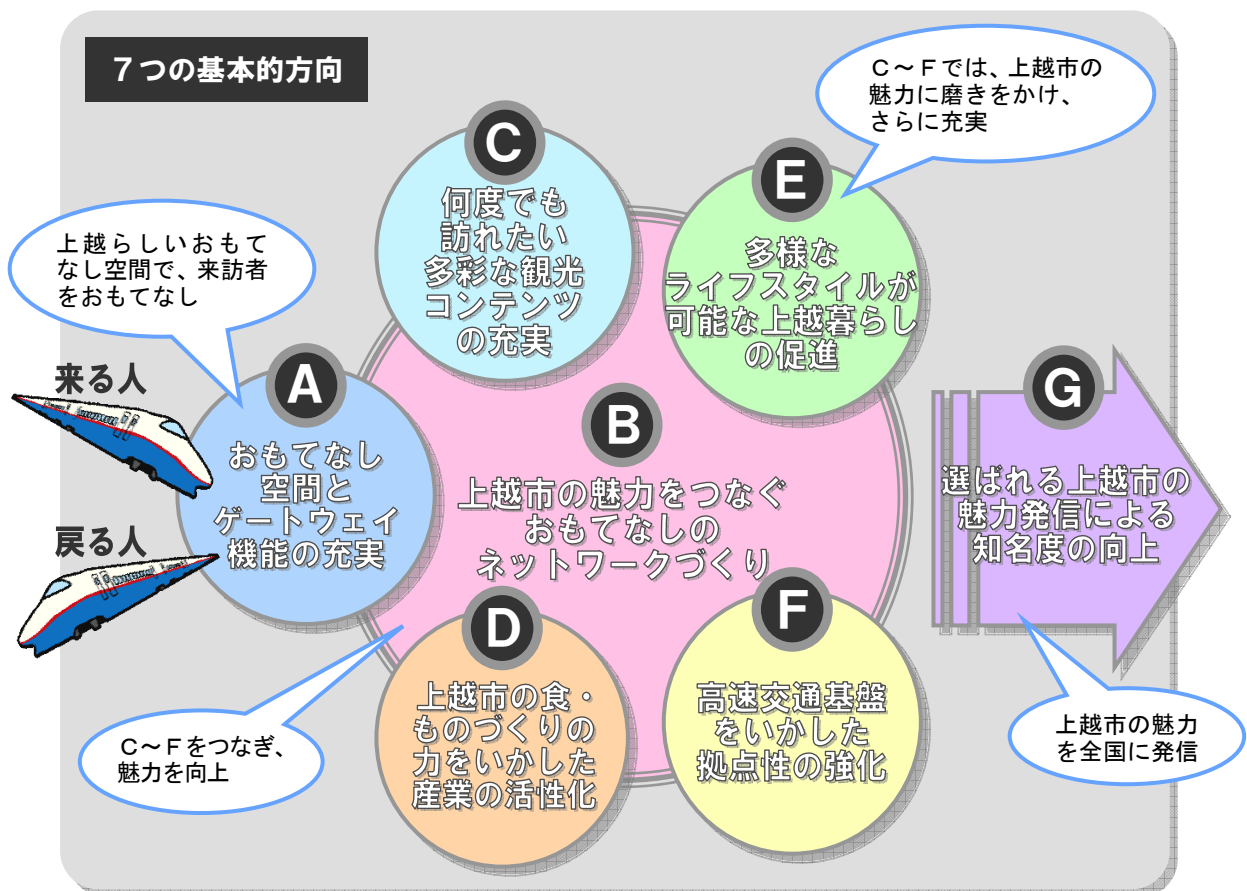 ７つの基本的方向
Ｃ～Ｆでは、上越市の
魅力に磨きをかけ、
さらに充実
C
何度でも
訪れたい
多彩な観光
コンテンツ
の充実
E
多様な
ライフスタイルが
可能な上越暮らし
の促進
上越らしいおもて
なし空間で、来訪者
をおもてなし
来る人
戻る人
A
おもてなし
空間と
ゲートウェイ
機能の充実
B
上越市の魅力をつなぐ
おもてなしの
ネットワークづくり
G
選ばれる上越市の
魅力発信による
知名度の向上
D
上越市の食・
ものづくりの
力をいかした
産業の活性化
F
高速交通基盤
をいかした
拠点性の強化
Ｃ～Ｆをつなぎ、
魅力を向上
上越市の魅力
を全国に発信